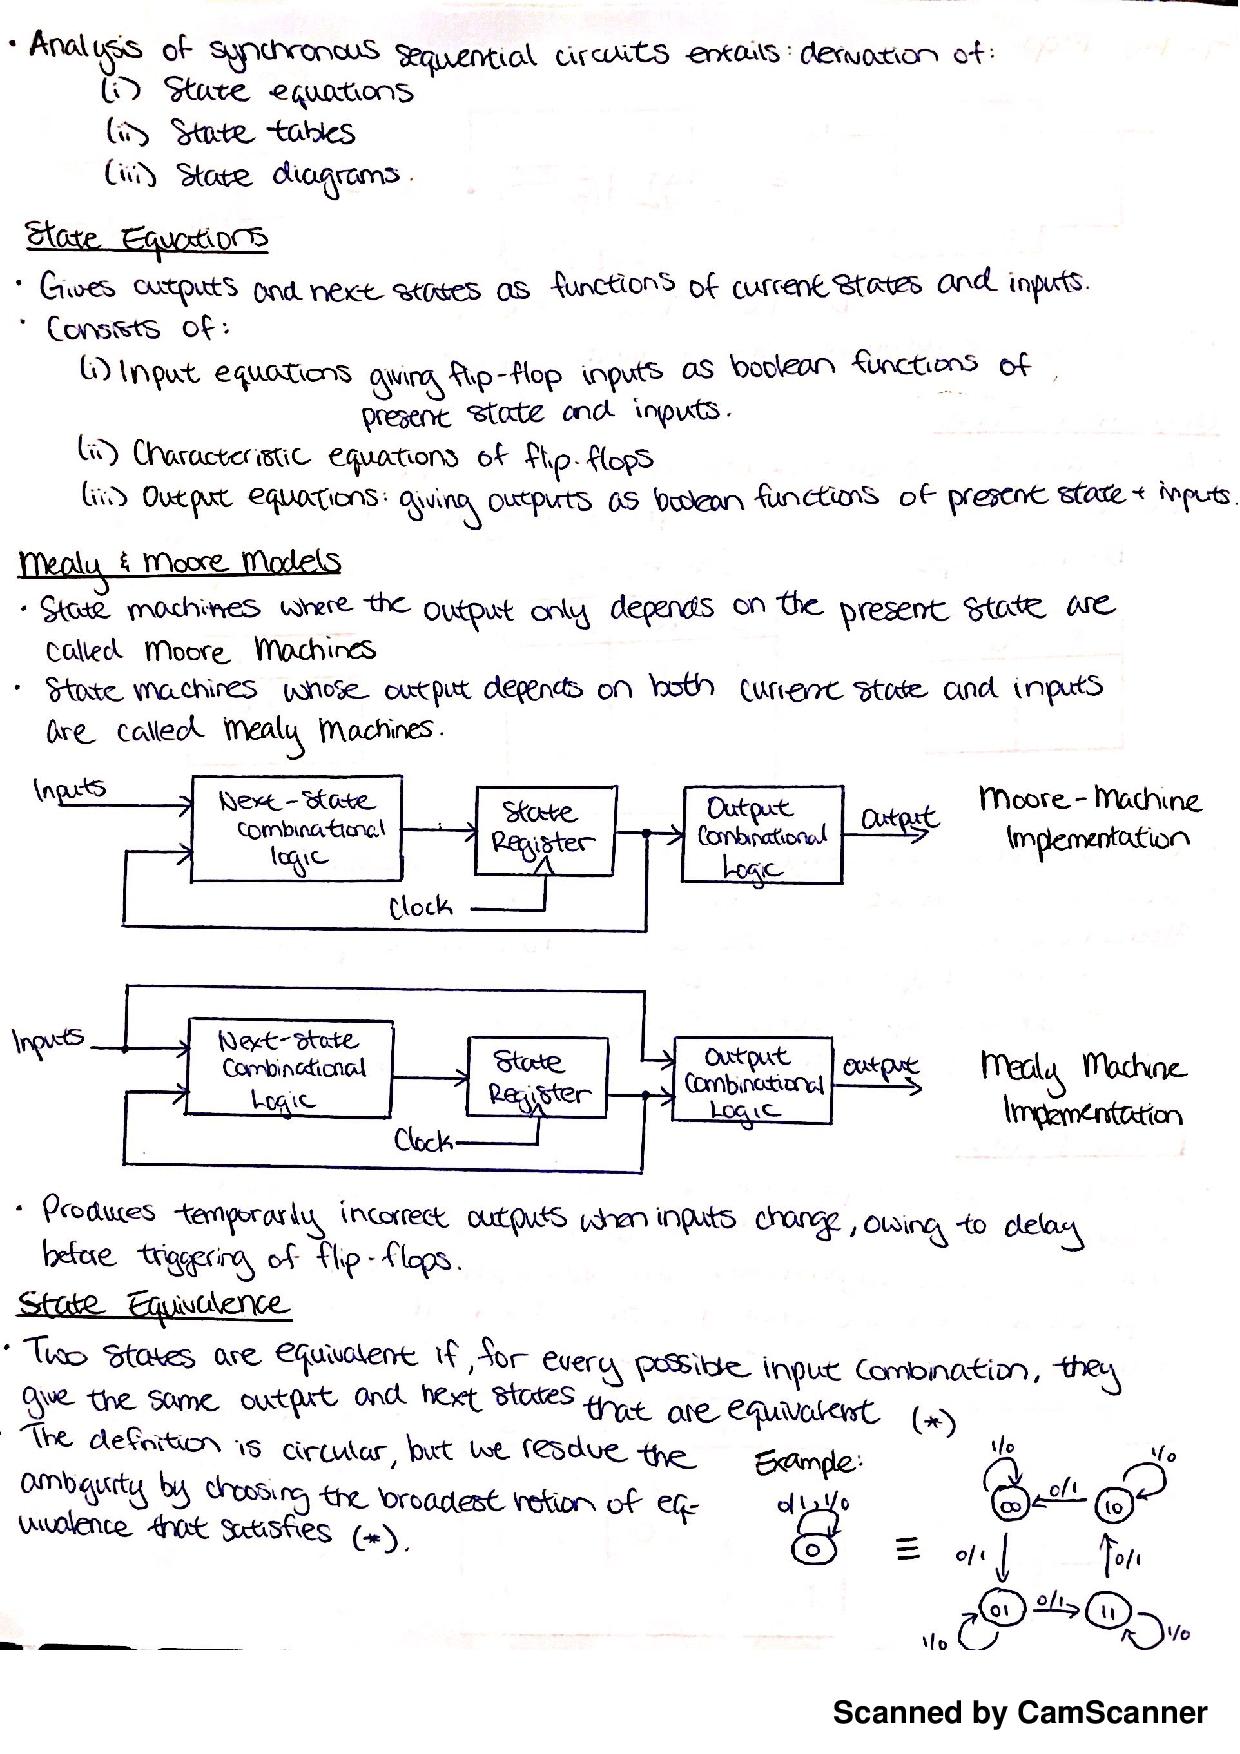 · Analysis of synchronous sequential circuits entails: derivation of:
(i) State equations
(ii) State tables
(iii) State diagrams.
State Equations
· Gives outputs and next states as functions of current states and inputs.
· Consists of:
(i) Input equations giving flip-flop inputs as boolean functions of
present state and inputs.
(ii) Characteristic equations of flip-flops
(iii) Output equations: giving outputs as boolean functions of present state + inputs.
Mealy & Moore Models
· State machines where the output only depends on the present state are
called Moore Machines
· State machines whose output depends on both current state and inputs
are called Mealy Machines.
Inputs
Next-State
Combinational
logic
State
Register
Clock
Output
Combinational
Logic
Output
Moore-Machine
Implementation
Inputs
Next-State
Combinational
Logic
State
Register
Clock
Output
Combinational
Logic
Output
Mealy Machine
Implementation
· Produces temporarily incorrect outputs when inputs change, owing to delay
before triggering of flip-flops.
State Equivalence
· Two states are equivalent if, for every possible input combination, they
give the same output and next states that are equivalent (*)
· The definition is circular, but we resolve the
ambiguity by choosing the broadest notion of eq-
uivalence that satisfies (*).
Example:
0/1, 1/0
0
≡
1/0
00
0/1
10
1/0
0/1
0/1
01
0/1
11
1/0
1/0
Scanned by CamScanner